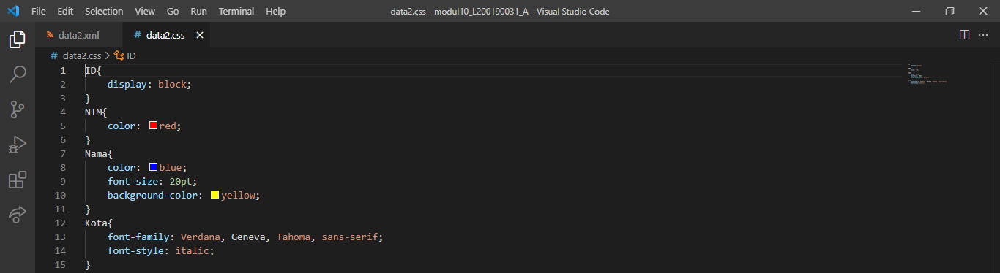 File Edit Selection View Go Run Terminal Help data2.css - modul10_L200190031_A - Visual Studio Code
data2.xml # data2.css ×
# data2.css > ID
1 ID{
2     display: block;
3 }
4 NIM{
5     color: red;
6 }
7 Nama{
8     color: blue;
9     font-size: 20pt;
10     background-color: yellow;
11 }
12 Kota{
13     font-family: Verdana, Geneva, Tahoma, sans-serif;
14     font-style: italic;
15 }